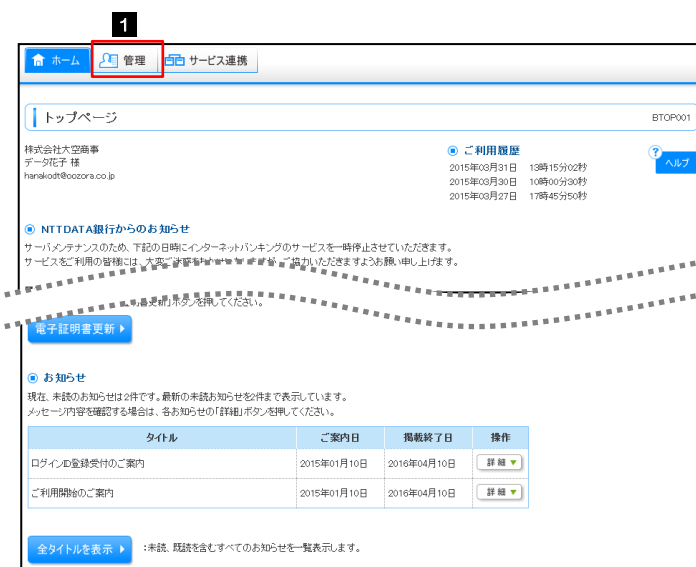 1
ホーム 管理 サービス連携
トップページ BTOP001
株式会社大空商事
データ花子 様
hanakodt@oozora.co.jp
ご利用履歴
2015年03月31日 13時15分02秒
2015年03月30日 10時00分30秒
2015年03月27日 17時45分50秒
? ヘルプ
NTTDATA銀行からのお知らせ
サーバメンテナンスのため、下記の日時にインターネットバンキングのサービスを一時停止させていただきます。
サービスをご利用の皆様には、大変ご迷惑をおかけいたしますが、ご協力いただきますようお願い申し上げます。
書更新」ボタンを押してください。
電子証明書更新
お知らせ
現在、未読のお知らせは2件です。最新の未読お知らせを2件まで表示しています。
メッセージ内容を確認する場合は、各お知らせの「詳細」ボタンを押してください。
タイトル ご案内日 掲載終了日 操作
ログインID登録受付のご案内 2015年01月10日 2016年04月10日 詳細
ご利用開始のご案内 2015年01月10日 2016年04月10日 詳細
全タイトルを表示 :未読、既読を含むすべてのお知らせを一覧表示します。